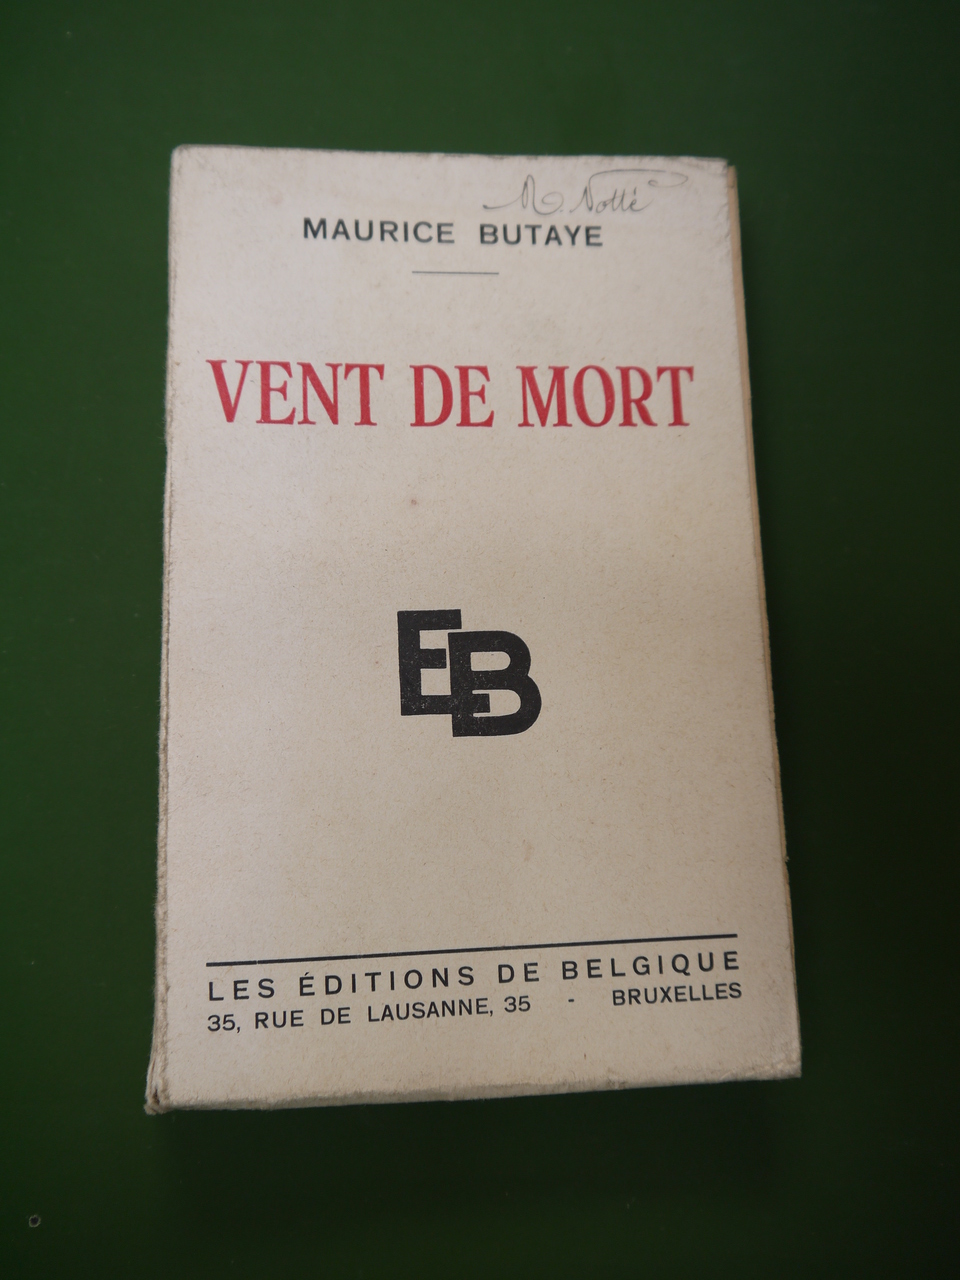 N. Notté
MAURICE BUTAYE
VENT DE MORT
EB
LES ÉDITIONS DE BELGIQUE
35, RUE DE LAUSANNE, 35 - BRUXELLES